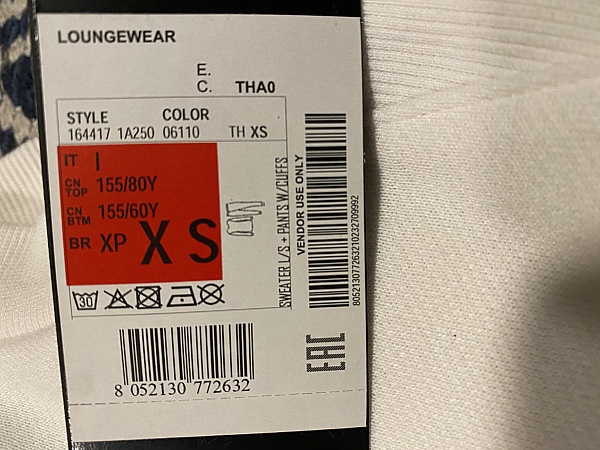 LOUNGEWEAR
E.
C. THA0
STYLE COLOR
164417 1A250 06110 TH XS
IT I
CN TOP 155/80Y
CN BTM 155/60Y
BR XP XS
30
SWEATER L/S + PANTS W/CUFFS
VENDOR USE ONLY
805213077263210232709992
EAC
8 052130 772632